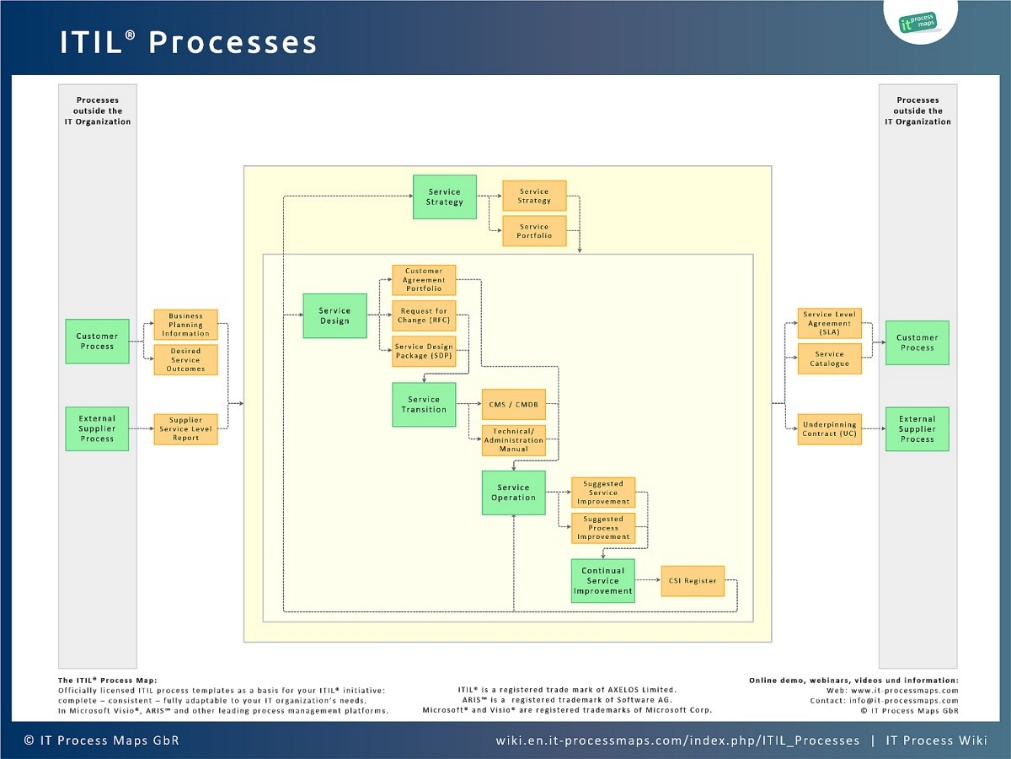 ITIL® Processes
it process
maps
Processes
outside the
IT Organization
Processes
outside the
IT Organization
Service
Strategy
Service
Strategy
Service
Portfolio
Customer
Agreement
Portfolio
Service
Design
Request for
Change (RFC)
Service Design
Package (SDP)
Business
Planning
Information
Customer
Process
Desired
Service
Outcomes
Service Level
Agreement
(SLA)
Customer
Process
Service
Catalogue
Service
Transition
CMS / CMDB
Technical/
Administration
Manual
External
Supplier
Process
Supplier
Service Level
Report
Underpinning
Contract (UC)
External
Supplier
Process
Service
Operation
Suggested
Service
Improvement
Suggested
Process
Improvement
Continual
Service
Improvement
CSI Register
The ITIL® Process Map:
Officially licensed ITIL process templates as a basis for your ITIL® initiative:
complete – consistent – fully adaptable to your IT organization's needs.
In Microsoft Visio®, ARIS™ and other leading process management platforms.
ITIL® is a registered trade mark of AXELOS Limited.
ARIS™ is a registered trademark of Software AG.
Microsoft® and Visio® are registered trademarks of Microsoft Corp.
Online demo, webinars, videos und information:
Web: www.it-processmaps.com
Contact: info@it-processmaps.com
© IT Process Maps GbR
© IT Process Maps GbR
wiki.en.it-processmaps.com/index.php/ITIL_Processes | IT Process Wiki